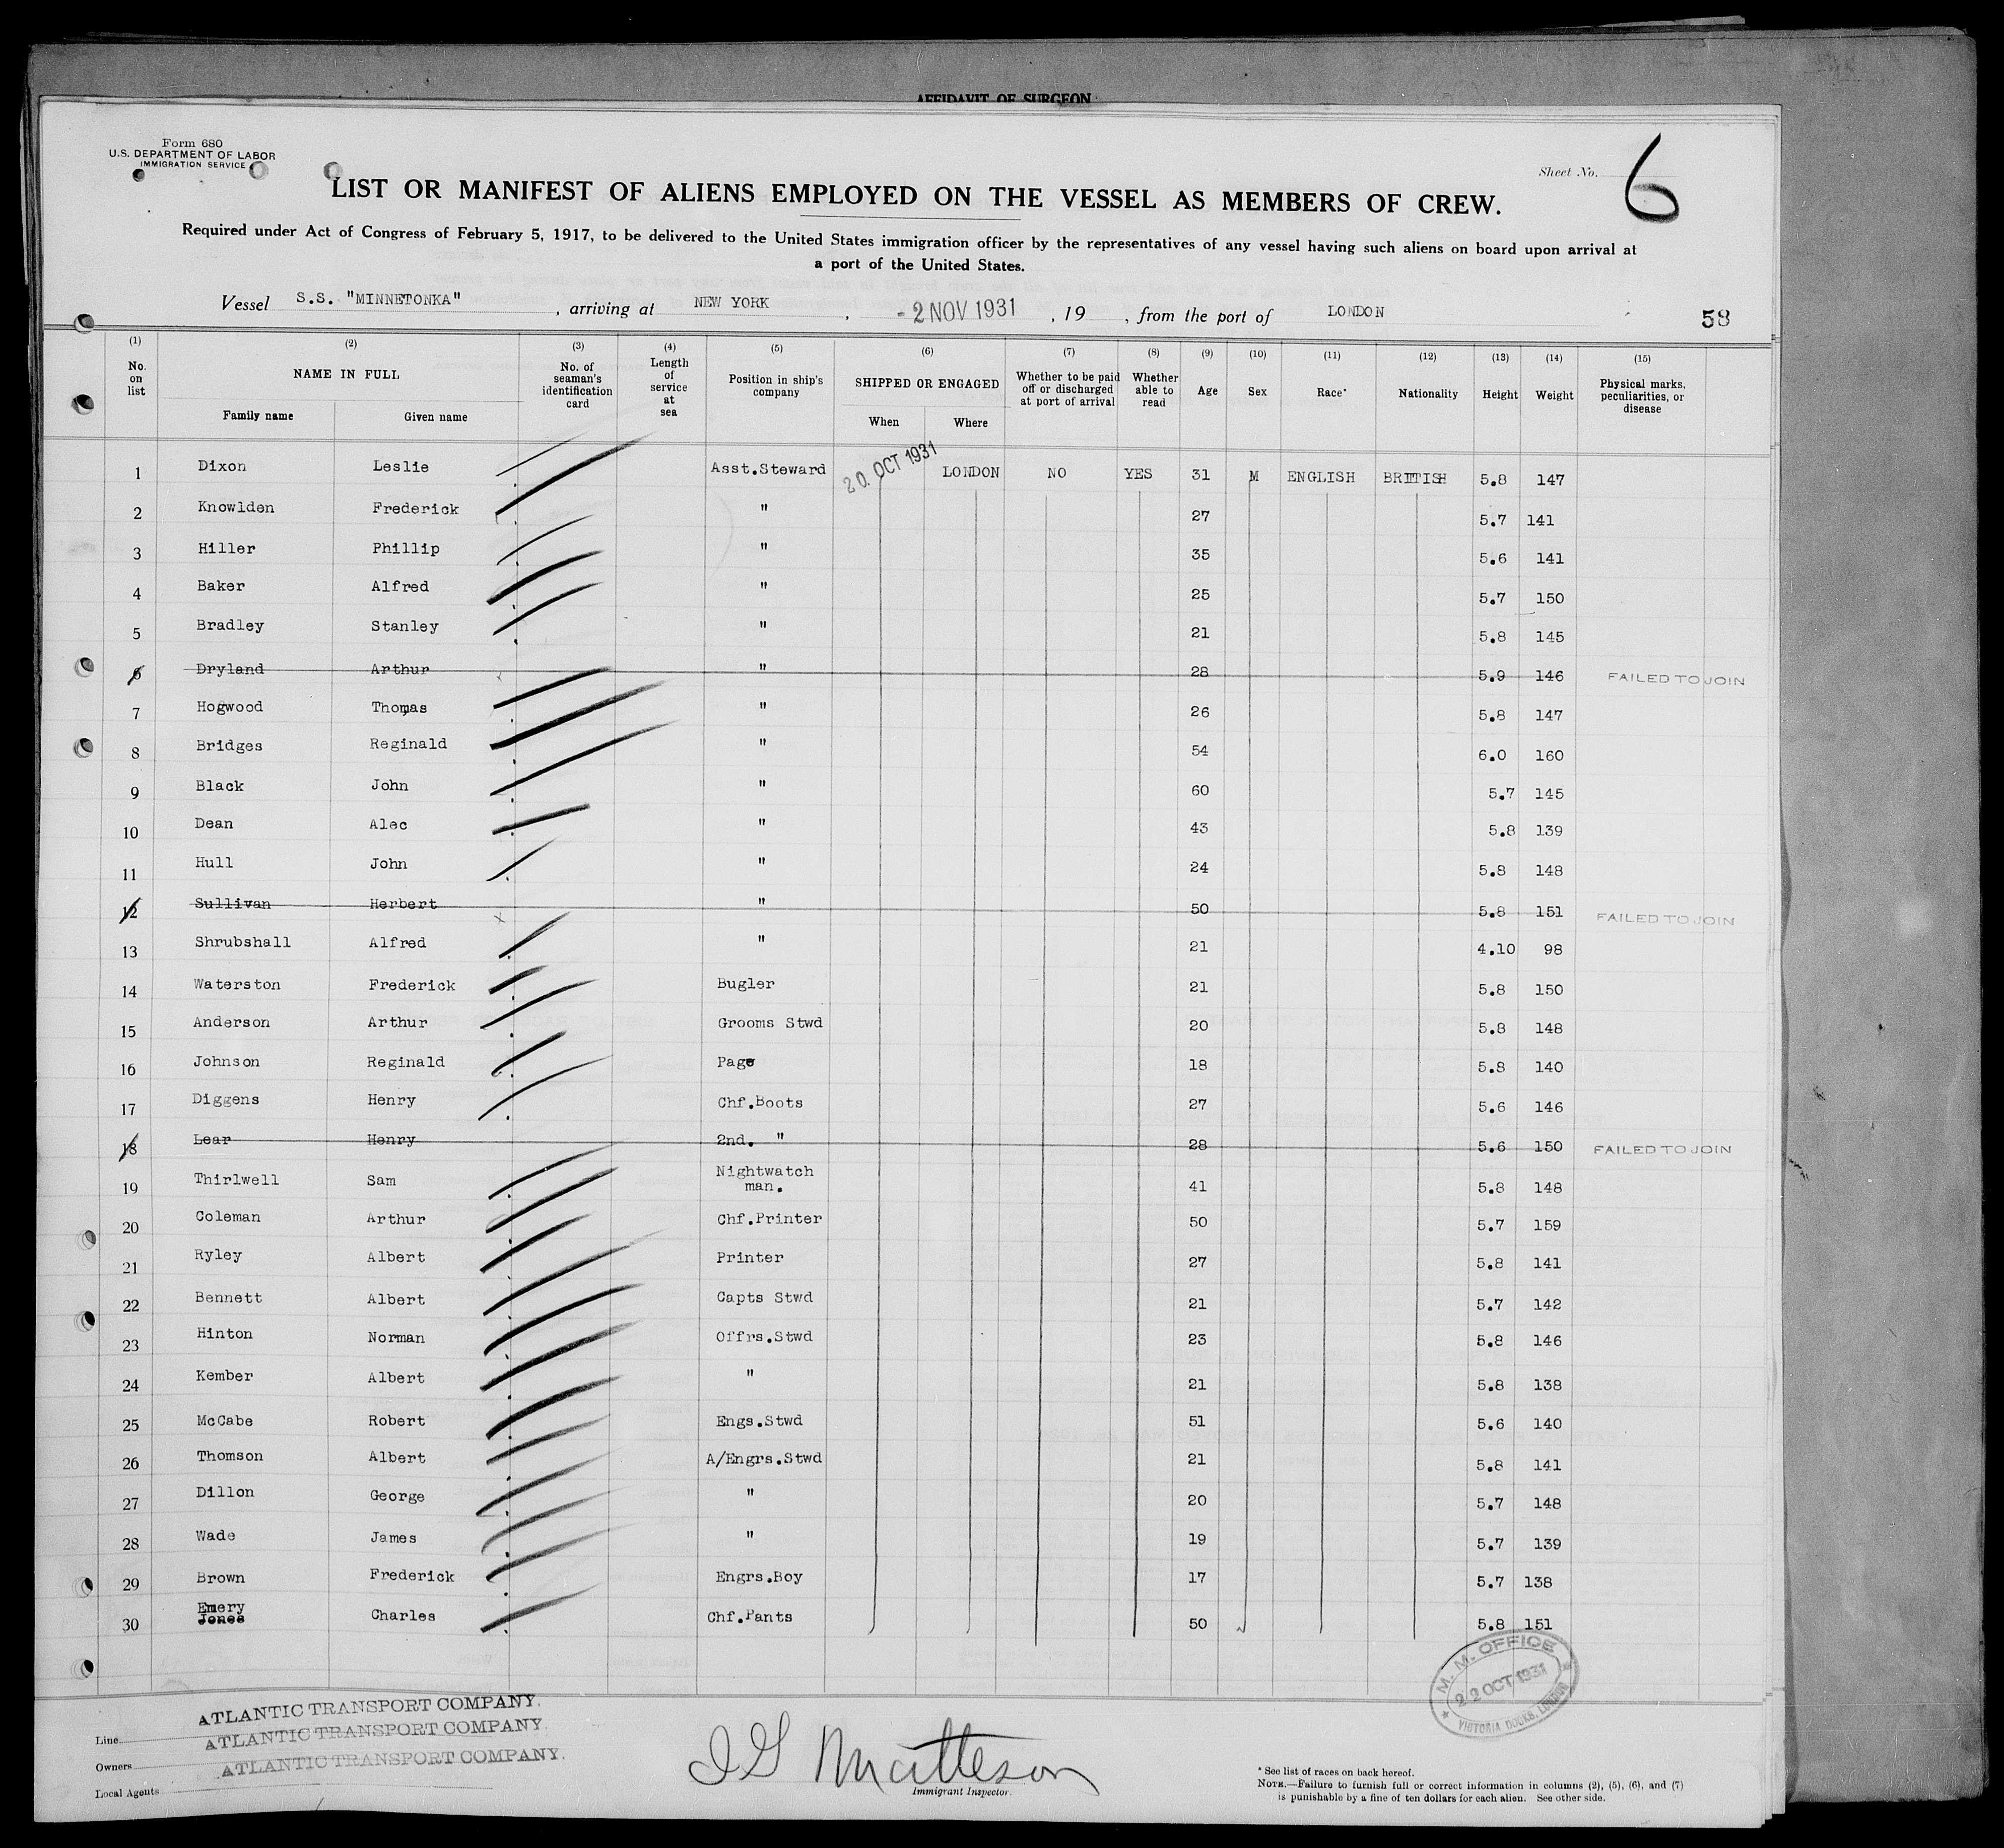 AFFIDAVIT OF SURGEON
Form 680
U.S. DEPARTMENT OF LABOR
IMMIGRATION SERVICE
Sheet No. 6
LIST OR MANIFEST OF ALIENS EMPLOYED ON THE VESSEL AS MEMBERS OF CREW.
Required under Act of Congress of February 5, 1917, to be delivered to the United States immigration officer by the representatives of any vessel having such aliens on board upon arrival at
a port of the United States.
Vessel S.S. "MINNETONKA" , arriving at NEW YORK , - 2 NOV 1931 , 19 , from the port of LONDON 58
(1) (2) (3) (4) (5) (6) (7) (8) (9) (10) (11) (12) (13) (14) (15)
No. on list NAME IN FULL Family name Given name No. of seaman's identification card Length of service at sea Position in ship's company SHIPPED OR ENGAGED When Where Whether to be paid off or discharged at port of arrival Whether able to read Age Sex Race* Nationality Height Weight Physical marks, peculiarities, or disease
1 Dixon Leslie Asst.Steward 20. OCT 1931 LONDON NO YES 31 M ENGLISH BRITISH 5.8 147
2 Knowlden Frederick " 27 5.7 141
3 Hiller Phillip " 35 5.6 141
4 Baker Alfred " 25 5.7 150
5 Bradley Stanley " 21 5.8 145
6 Dryland Arthur " 28 5.9 146 FAILED TO JOIN
7 Hogwood Thomas " 26 5.8 147
8 Bridges Reginald " 54 6.0 160
9 Black John " 60 5.7 145
10 Dean Alec " 43 5.8 139
11 Hull John " 24 5.8 148
12 Sullivan Herbert " 50 5.8 151 FAILED TO JOIN
13 Shrubshall Alfred " 21 4.10 98
14 Waterston Frederick Bugler 21 5.8 150
15 Anderson Arthur Grooms Stwd 20 5.8 148
16 Johnson Reginald Page 18 5.8 140
17 Diggens Henry Chf.Boots 27 5.6 146
18 Lear Henry 2nd. " 28 5.6 150 FAILED TO JOIN
19 Thirlwell Sam Nightwatch man. 41 5.8 148
20 Coleman Arthur Chf.Printer 50 5.7 159
21 Ryley Albert Printer 27 5.8 141
22 Bennett Albert Capts Stwd 21 5.7 142
23 Hinton Norman Offrs.Stwd 23 5.8 146
24 Kember Albert " 21 5.8 138
25 McCabe Robert Engs.Stwd 51 5.6 140
26 Thomson Albert A/Engrs.Stwd 21 5.8 141
27 Dillon George " 20 5.7 148
28 Wade James " 19 5.7 139
29 Brown Frederick Engrs.Boy 17 5.7 138
30 Emery Jones Charles Chf.Pants 50 5.8 151
M. M. OFFICE
22 OCT 1931
VICTORIA DOCKS, LONDON
Line ATLANTIC TRANSPORT COMPANY.
Owners ATLANTIC TRANSPORT COMPANY.
Local Agents ATLANTIC TRANSPORT COMPANY.
I G Matteson
Immigrant Inspector.
* See list of races on back hereof.
NOTE.—Failure to furnish full or correct information in columns (2), (5), (6), and (7)
is punishable by a fine of ten dollars for each alien. See other side.